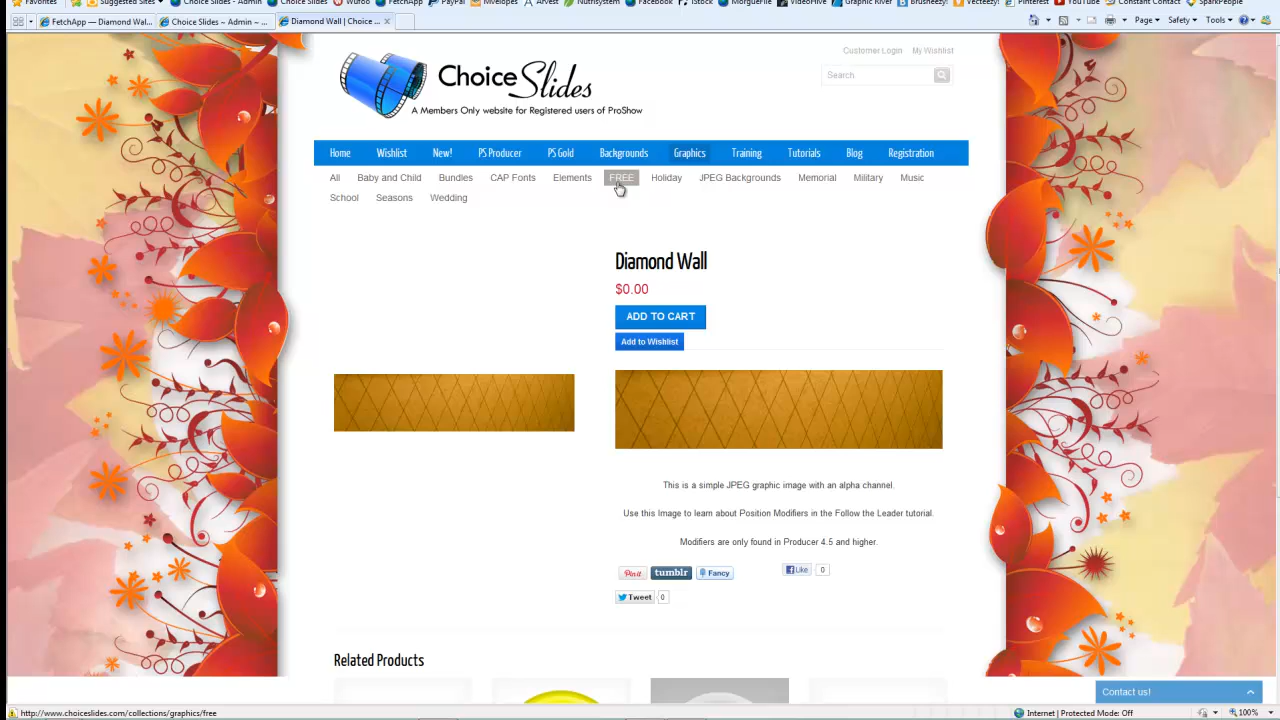 Favorites Suggested Sites Choice Slides - Admin Choice Slides Wufoo FetchApp PayPal Mvelopes Arvest Nutrisystem Facebook iStock MorgueFile VideoHive Graphic River Brusheezy! Vecteezy! Pinterest YouTube Constant Contact SparkPeople
FetchApp — Diamond Wal... Choice Slides ~ Admin ~ ... Diamond Wall | Choice ... Page Safety Tools
Customer Login My Wishlist
Choice Slides
Search
A Members Only website for Registered users of ProShow
Home Wishlist New! PS Producer PS Gold Backgrounds Graphics Training Tutorials Blog Registration
All Baby and Child Bundles CAP Fonts Elements FREE Holiday JPEG Backgrounds Memorial Military Music
School Seasons Wedding
Diamond Wall
$0.00
ADD TO CART
Add to Wishlist
This is a simple JPEG graphic image with an alpha channel.
Use this Image to learn about Position Modifiers in the Follow the Leader tutorial.
Modifiers are only found in Producer 4.5 and higher.
Pin it tumblr. Fancy Like 0
Tweet 0
Related Products
Contact us!
http://www.choiceslides.com/collections/graphics/free Internet | Protected Mode: Off 100%